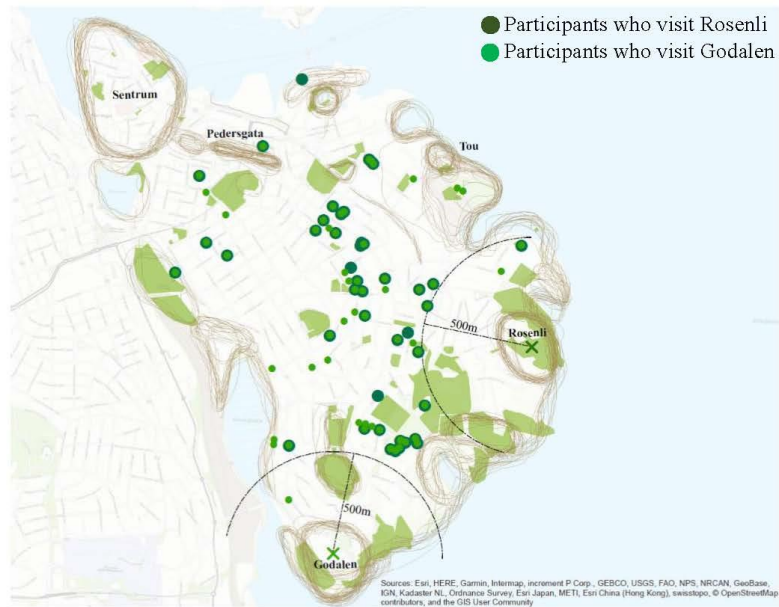 Participants who visit Rosenli
Participants who visit Godalen
Sentrum
Pedersgata
Tou
500m
Rosenli
500m
Godalen
Sources: Esri, HERE, Garmin, Intermap, increment P Corp., GEBCO, USGS, FAO, NPS, NRCAN, GeoBase,
IGN, Kadaster NL, Ordnance Survey, Esri Japan, METI, Esri China (Hong Kong), swisstopo, © OpenStreetMap
contributors, and the GIS User Community